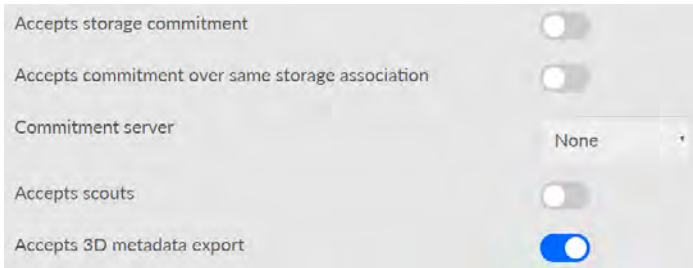 Accepts storage commitment
Accepts commitment over same storage association
Commitment server
None
Accepts scouts
Accepts 3D metadata export